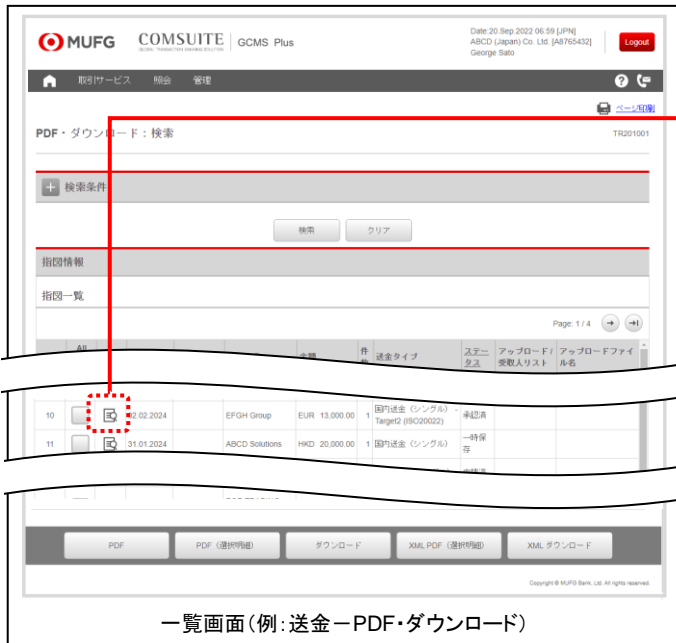 MUFG COMSUITE GCMS Plus
Date:20 Sep 2022 06:59 [JPN]
ABCD (Japan) Co. Ltd. [A8765432]
George Sato
Logout
取引サービス 照会 管理
ページ印刷
PDF・ダウンロード：検索 TR201001
検索条件
検索 クリア
指図情報
指図一覧
Page: 1 / 4
All 金額 件 送金タイプ ステータス アップロード/受取人リスト アップロードファイル名
10 02.02.2024 EFGH Group EUR 13,000.00 1 国内送金（シングル） - Target2 (ISO20022) 承認済
11 31.01.2024 ABCD Solutions HKD 20,000.00 1 国内送金（シングル） 一時保存
PDF PDF（選択明細） ダウンロード XML PDF（選択明細） XML ダウンロード
Copyright © MUFG Bank, Ltd. All rights reserved.
一覧画面（例：送金－PDF・ダウンロード）